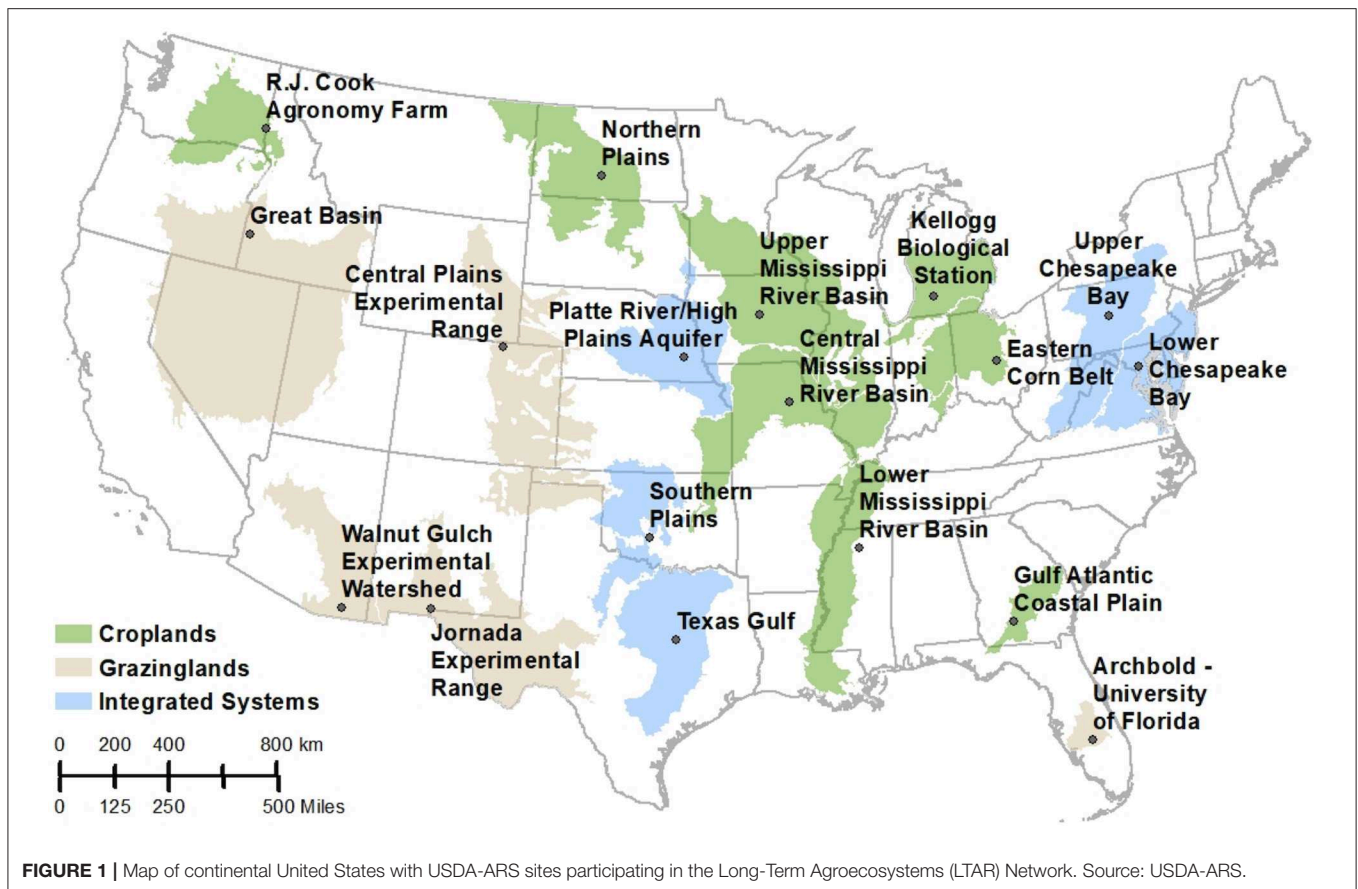 R.J. Cook
Agronomy Farm
Northern
Plains
Great Basin
Central Plains
Experimental
Range
Platte River/High
Plains Aquifer
Upper
Mississippi
River Basin
Kellogg
Biological
Station
Upper
Chesapeake
Bay
Central
Mississippi
River Basin
Eastern
Corn Belt
Lower
Chesapeake
Bay
Southern
Plains
Lower
Mississippi
River Basin
Walnut Gulch
Experimental
Watershed
Jornada
Experimental
Range
Texas Gulf
Gulf Atlantic
Coastal Plain
Archbold -
University
of Florida
Croplands
Grazinglands
Integrated Systems
0 200 400 800 km
0 125 250 500 Miles
FIGURE 1 | Map of continental United States with USDA-ARS sites participating in the Long-Term Agroecosystems (LTAR) Network. Source: USDA-ARS.